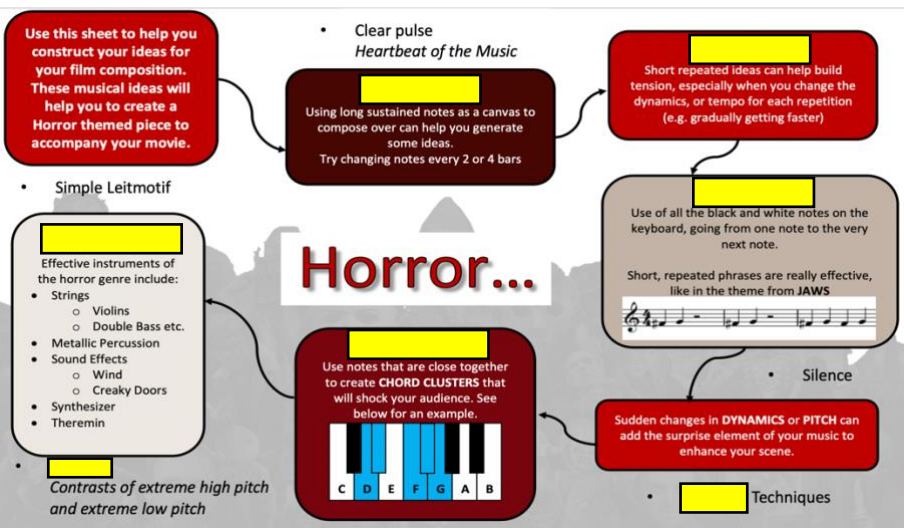 Use this sheet to help you
construct your ideas for
your film composition.
These musical ideas will
help you to create a
Horror themed piece to
accompany your movie.
• Clear pulse
Heartbeat of the Music
Using long sustained notes as a canvas to
compose over can help you generate
some ideas.
Try changing notes every 2 or 4 bars
Short repeated ideas can help build
tension, especially when you change the
dynamics, or tempo for each repetition
(e.g. gradually getting faster)
Use of all the black and white notes on the
keyboard, going from one note to the very
next note.
Short, repeated phrases are really effective,
like in the theme from JAWS
• Silence
Sudden changes in DYNAMICS or PITCH can
add the surprise element of your music to
enhance your scene.
• Techniques
Horror...
Use notes that are close together
to create CHORD CLUSTERS that
will shock your audience. See
below for an example.
C D E F G A B
• Simple Leitmotif
Effective instruments of
the horror genre include:
• Strings
o Violins
o Double Bass etc.
• Metallic Percussion
• Sound Effects
o Wind
o Creaky Doors
• Synthesizer
• Theremin
•
Contrasts of extreme high pitch
and extreme low pitch